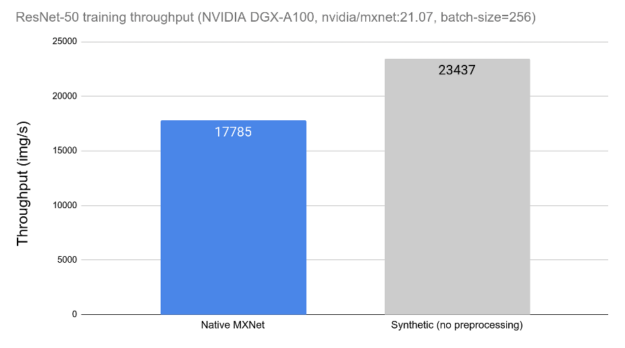 ResNet-50 training throughput (NVIDIA DGX-A100, nvidia/mxnet:21.07, batch-size=256)
25000
20000
15000
10000
5000
0
Throughput (img/s)
17785
23437
Native MXNet
Synthetic (no preprocessing)